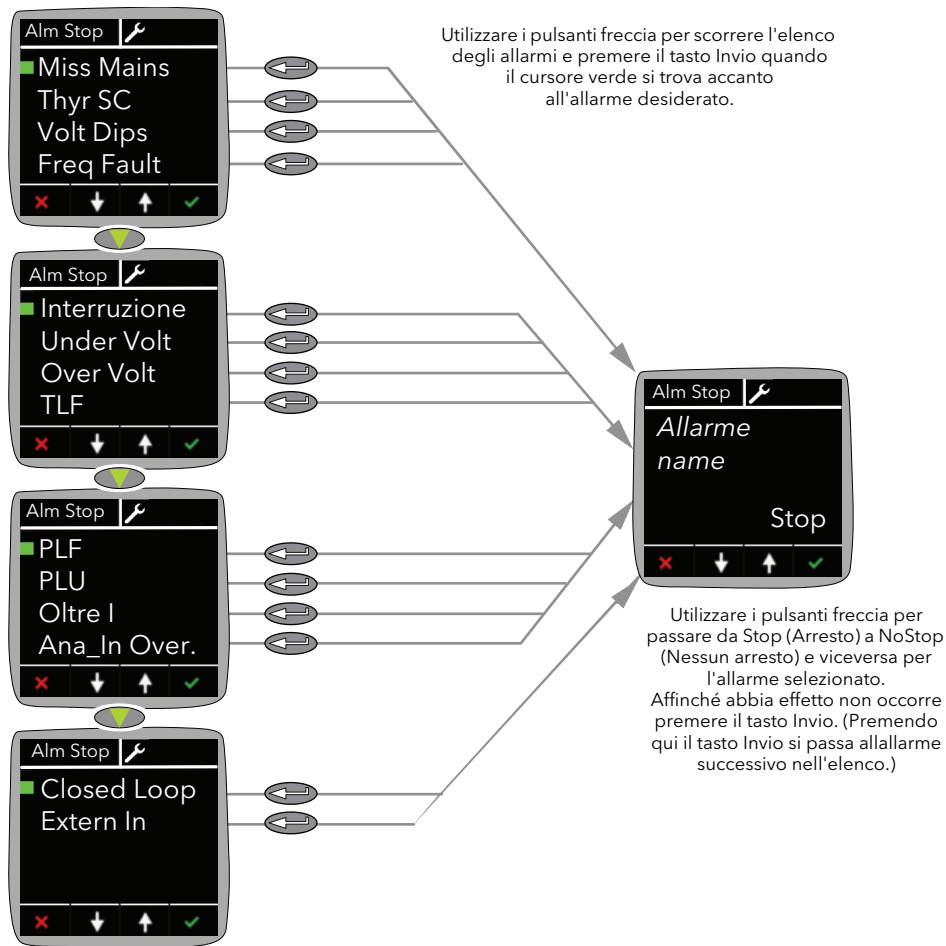 Alm Stop
Miss Mains
Thyr SC
Volt Dips
Freq Fault
Utilizzare i pulsanti freccia per scorrere l'elenco
degli allarmi e premere il tasto Invio quando
il cursore verde si trova accanto
all'allarme desiderato.
Alm Stop
Interruzione
Under Volt
Over Volt
TLF
Alm Stop
PLF
PLU
Oltre I
Ana_In Over.
Alm Stop
Closed Loop
Extern In
Alm Stop
Allarme
name
Stop
Utilizzare i pulsanti freccia per
passare da Stop (Arresto) a NoStop
(Nessun arresto) e viceversa per
l'allarme selezionato.
Affinché abbia effetto non occorre
premere il tasto Invio. (Premendo
qui il tasto Invio si passa allallarme
successivo nell'elenco.)